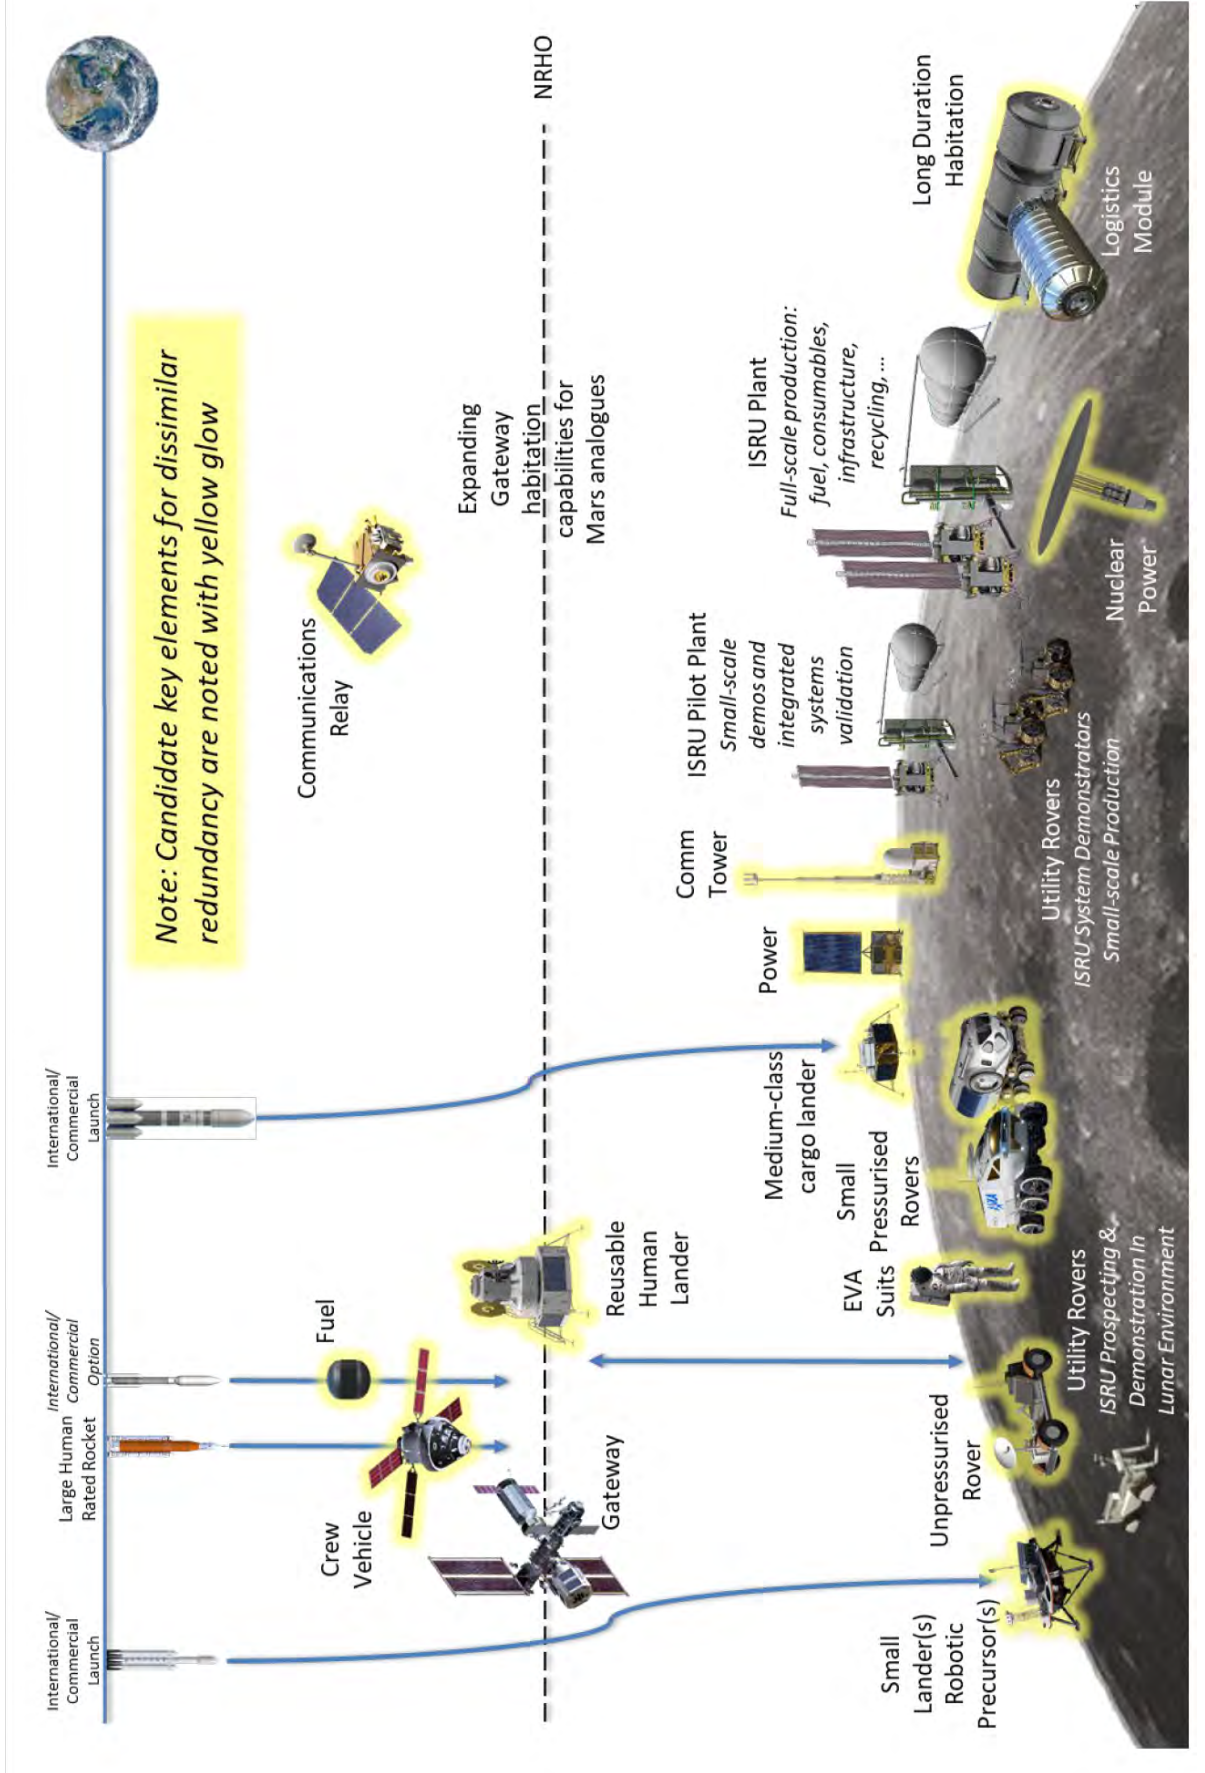 International/
Commercial
Launch
Large Human
Rated Rocket
International/
Commercial
Option
International/
Commercial
Launch
Note: Candidate key elements for dissimilar
redundancy are noted with yellow glow
Crew
Vehicle
Fuel
Communications
Relay
Gateway
Reusable
Human
Lander
Expanding
Gateway
habitation
capabilities for
Mars analogues
NRHO
Small
Lander(s)
Robotic
Precursor(s)
Unpressurised
Rover
EVA
Suits
Small
Pressurised
Rovers
Medium-class
cargo lander
Power
Comm
Tower
ISRU Pilot Plant
Small-scale
demos and
integrated
systems
validation
ISRU Plant
Full-scale production:
fuel, consumables,
infrastructure,
recycling, ...
Long Duration
Habitation
Logistics
Module
Utility Rovers
ISRU Prospecting &
Demonstration In
Lunar Environment
Utility Rovers
ISRU System Demonstrators
Small-scale Production
Nuclear
Power